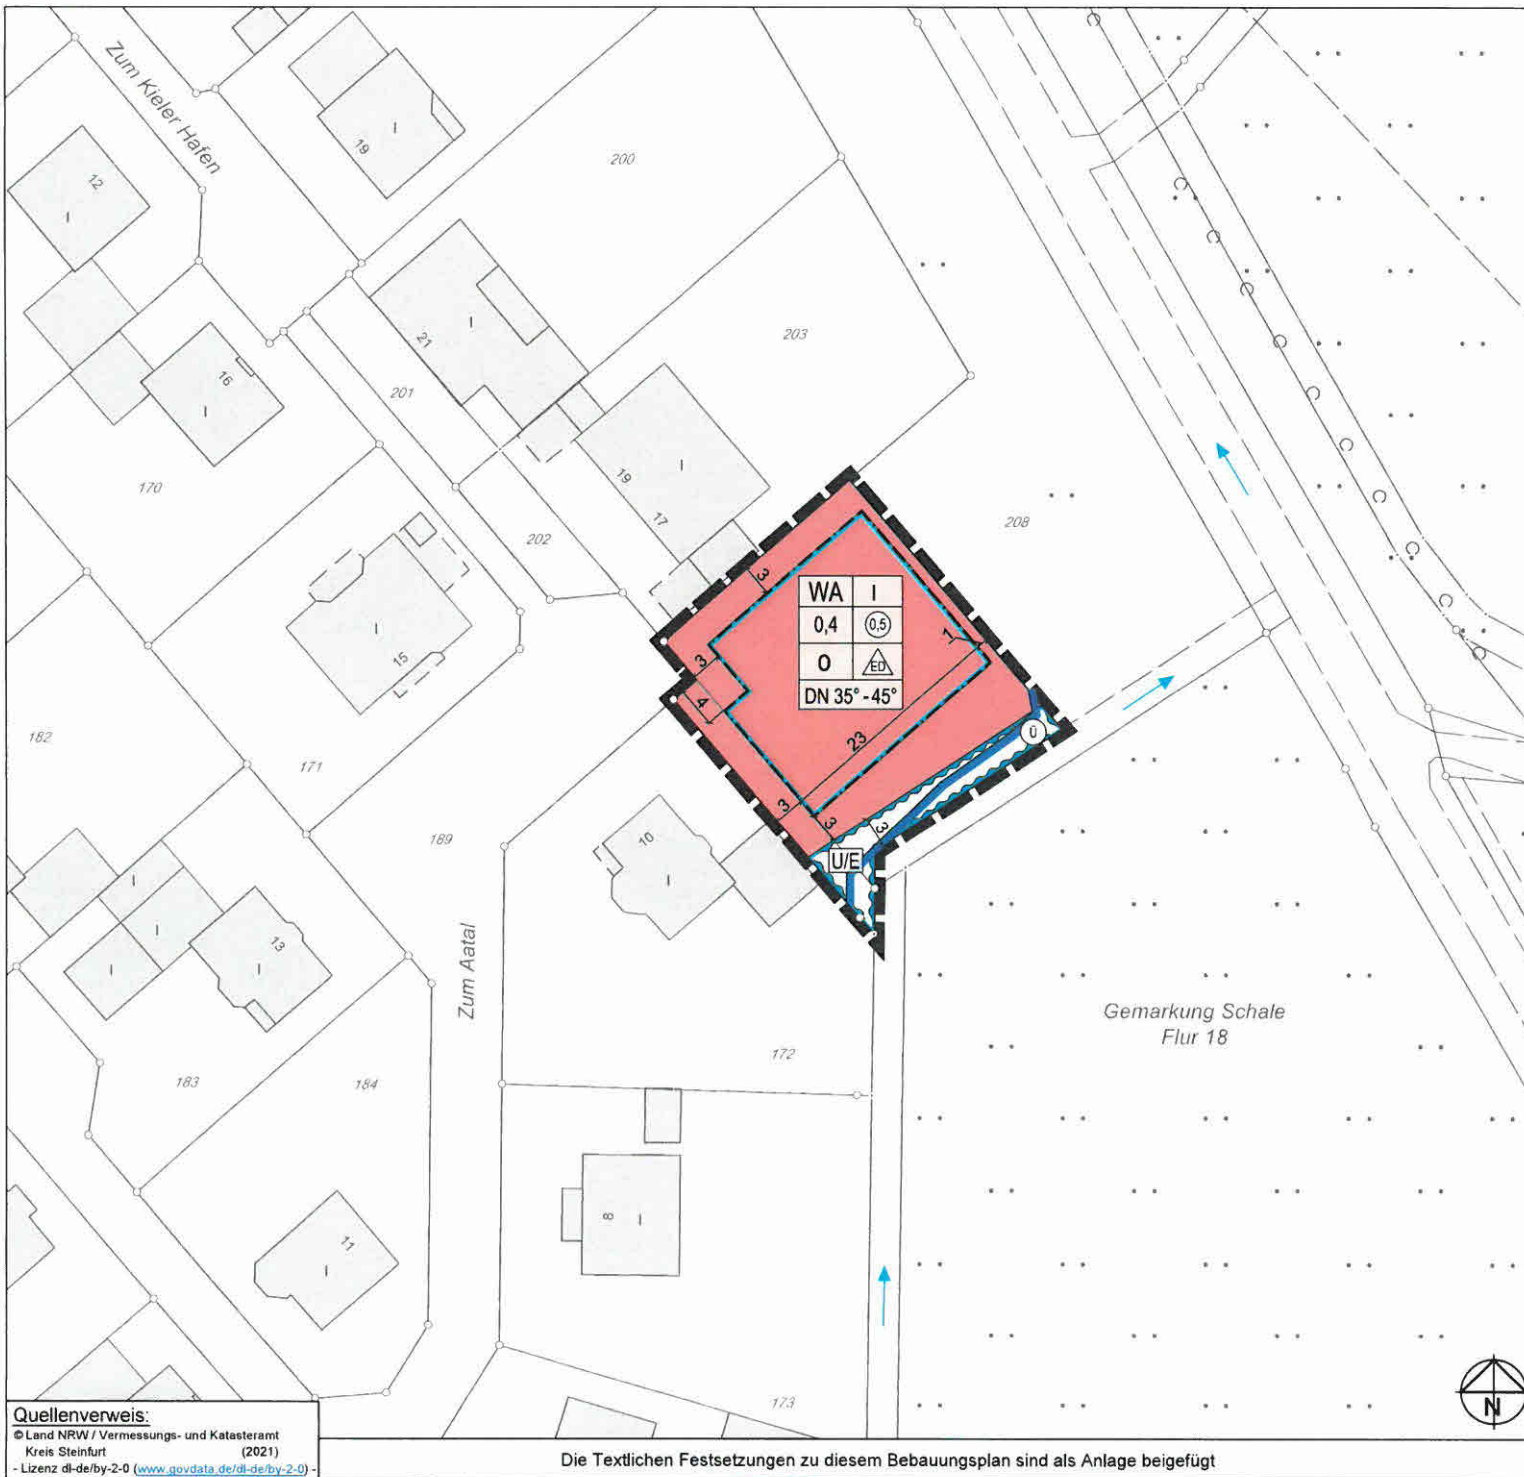 Zum Kieler Hafen
12
I
19
I
200
16
I
21
I
201
203
170
19
17
I
202
208
15
I
182
171
189
10
I
WA I
0,4 0,5
O ED
DN 35° - 45°
3
3
4
1
23
3
3
3
Ü
U/E
I
I
I
13
I
Zum Aatal
Gemarkung Schale
Flur 18
172
183
184
8
I
11
I
173
N
Quellenverweis:
© Land NRW / Vermessungs- und Katasteramt
Kreis Steinfurt (2021)
- Lizenz dl-de/by-2-0 (www.govdata.de/dl-de/by-2-0) -
Die Textlichen Festsetzungen zu diesem Bebauungsplan sind als Anlage beigefügt